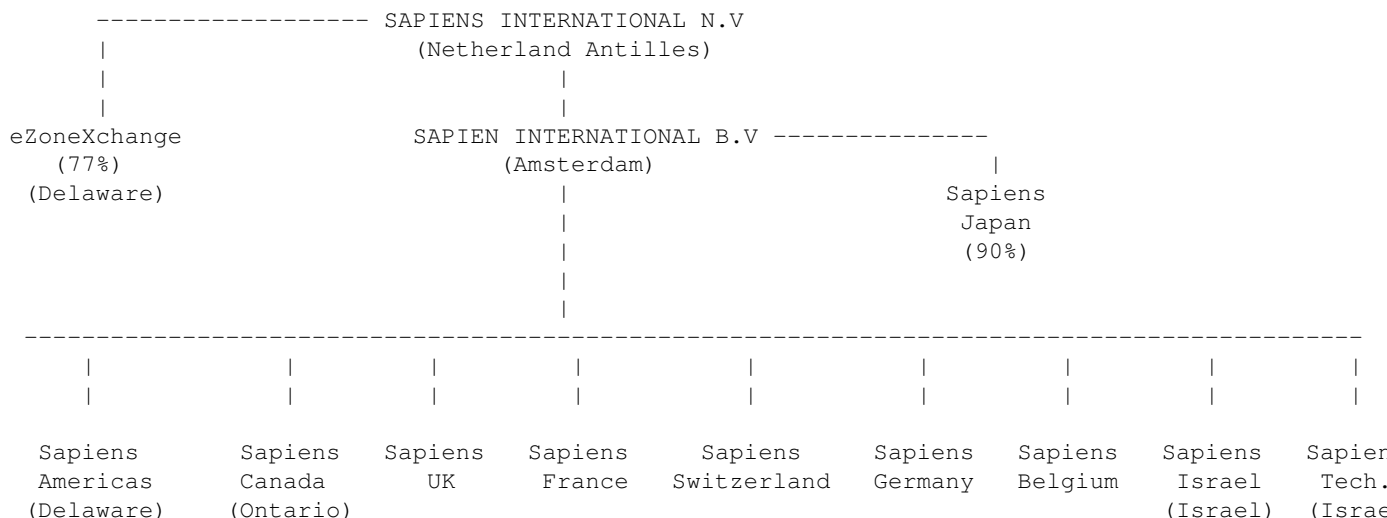 SAPIENS INTERNATIONAL N.V
(Netherland Antilles)
eZoneXchange SAPIEN INTERNATIONAL B.V
(77%) (Amsterdam)
(Delaware) Sapiens
Japan
(90%)
Sapiens Sapiens Sapiens Sapiens Sapiens Sapiens Sapiens Sapiens
Americas Canada UK France Switzerland Germany Belgium Israel Tech.
(Delaware) (Ontario) (Israel)